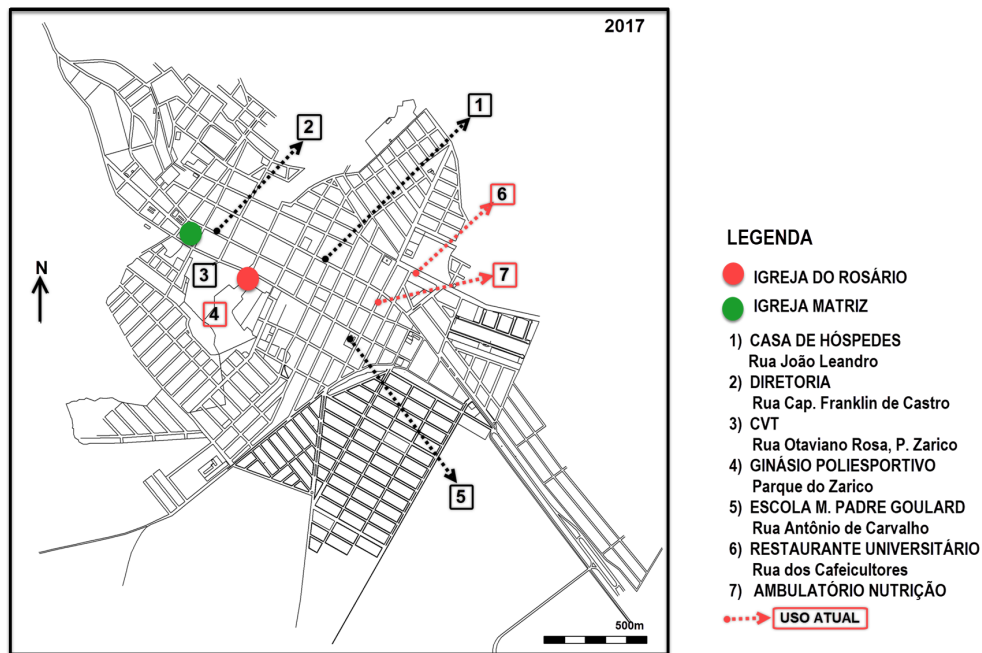 2017
1
2
6
N
3
7
4
5
500m
LEGENDA
IGREJA DO ROSÁRIO
IGREJA MATRIZ
1) CASA DE HÓSPEDES
Rua João Leandro
2) DIRETORIA
Rua Cap. Franklin de Castro
3) CVT
Rua Otaviano Rosa, P. Zarico
4) GINÁSIO POLIESPORTIVO
Parque do Zarico
5) ESCOLA M. PADRE GOULARD
Rua Antônio de Carvalho
6) RESTAURANTE UNIVERSITÁRIO
Rua dos Cafeicultores
7) AMBULATÓRIO NUTRIÇÃO
USO ATUAL